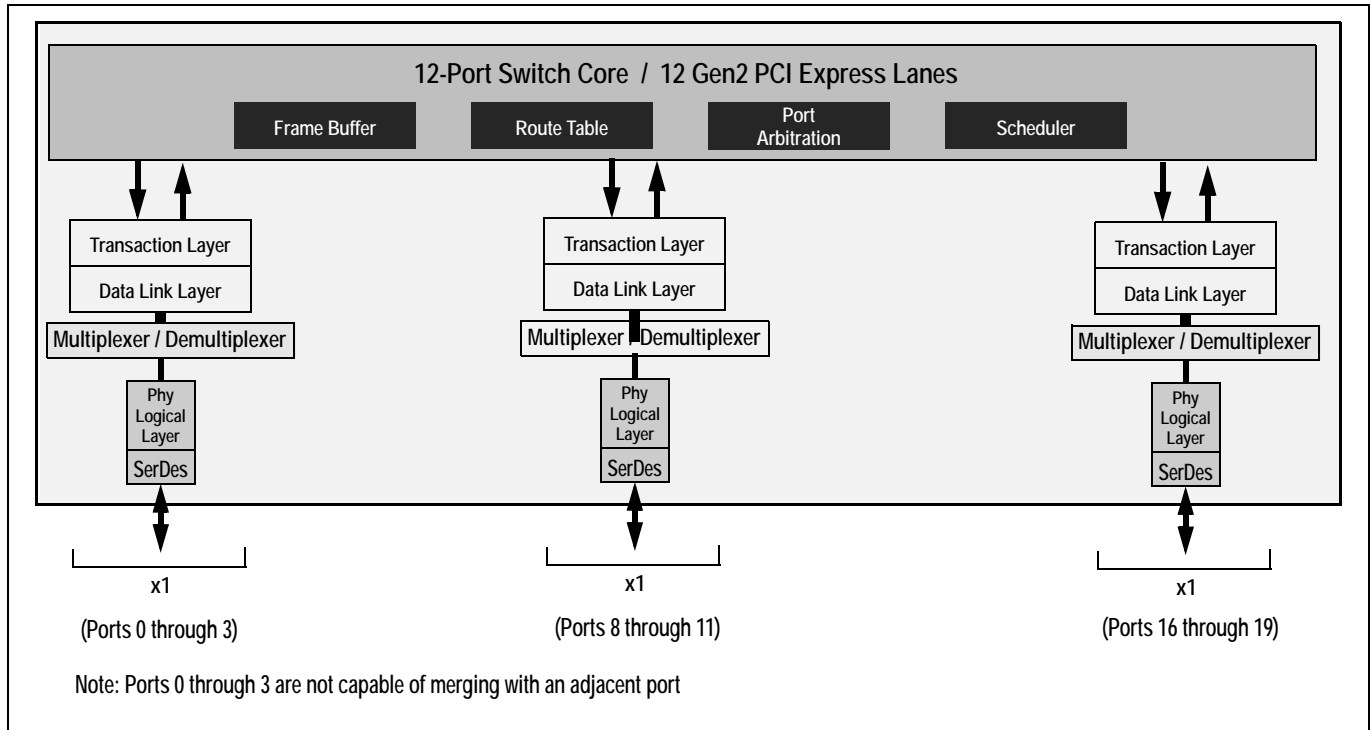 12-Port Switch Core / 12 Gen2 PCI Express Lanes
Frame Buffer
Route Table
Port
Arbitration
Scheduler
Transaction Layer
Data Link Layer
Multiplexer / Demultiplexer
Phy
Logical
Layer
SerDes
x1
(Ports 0 through 3)
Transaction Layer
Data Link Layer
Multiplexer / Demultiplexer
Phy
Logical
Layer
SerDes
x1
(Ports 8 through 11)
Transaction Layer
Data Link Layer
Multiplexer / Demultiplexer
Phy
Logical
Layer
SerDes
x1
(Ports 16 through 19)
Note: Ports 0 through 3 are not capable of merging with an adjacent port